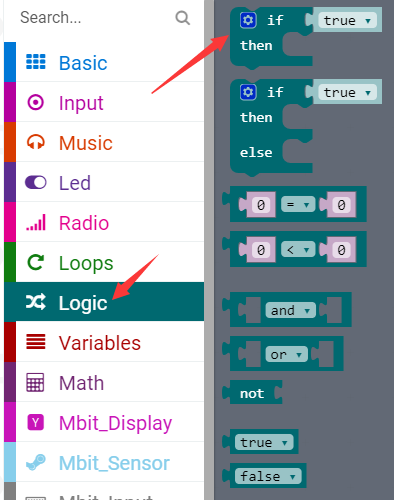 Search...
Basic
Input
Music
Led
Radio
Loops
Logic
Variables
Math
Y Mbit_Display
Mbit_Sensor
Mbit_Input
if true
then
if true
then
else
0 = 0
0 < 0
and
or
not
true
false